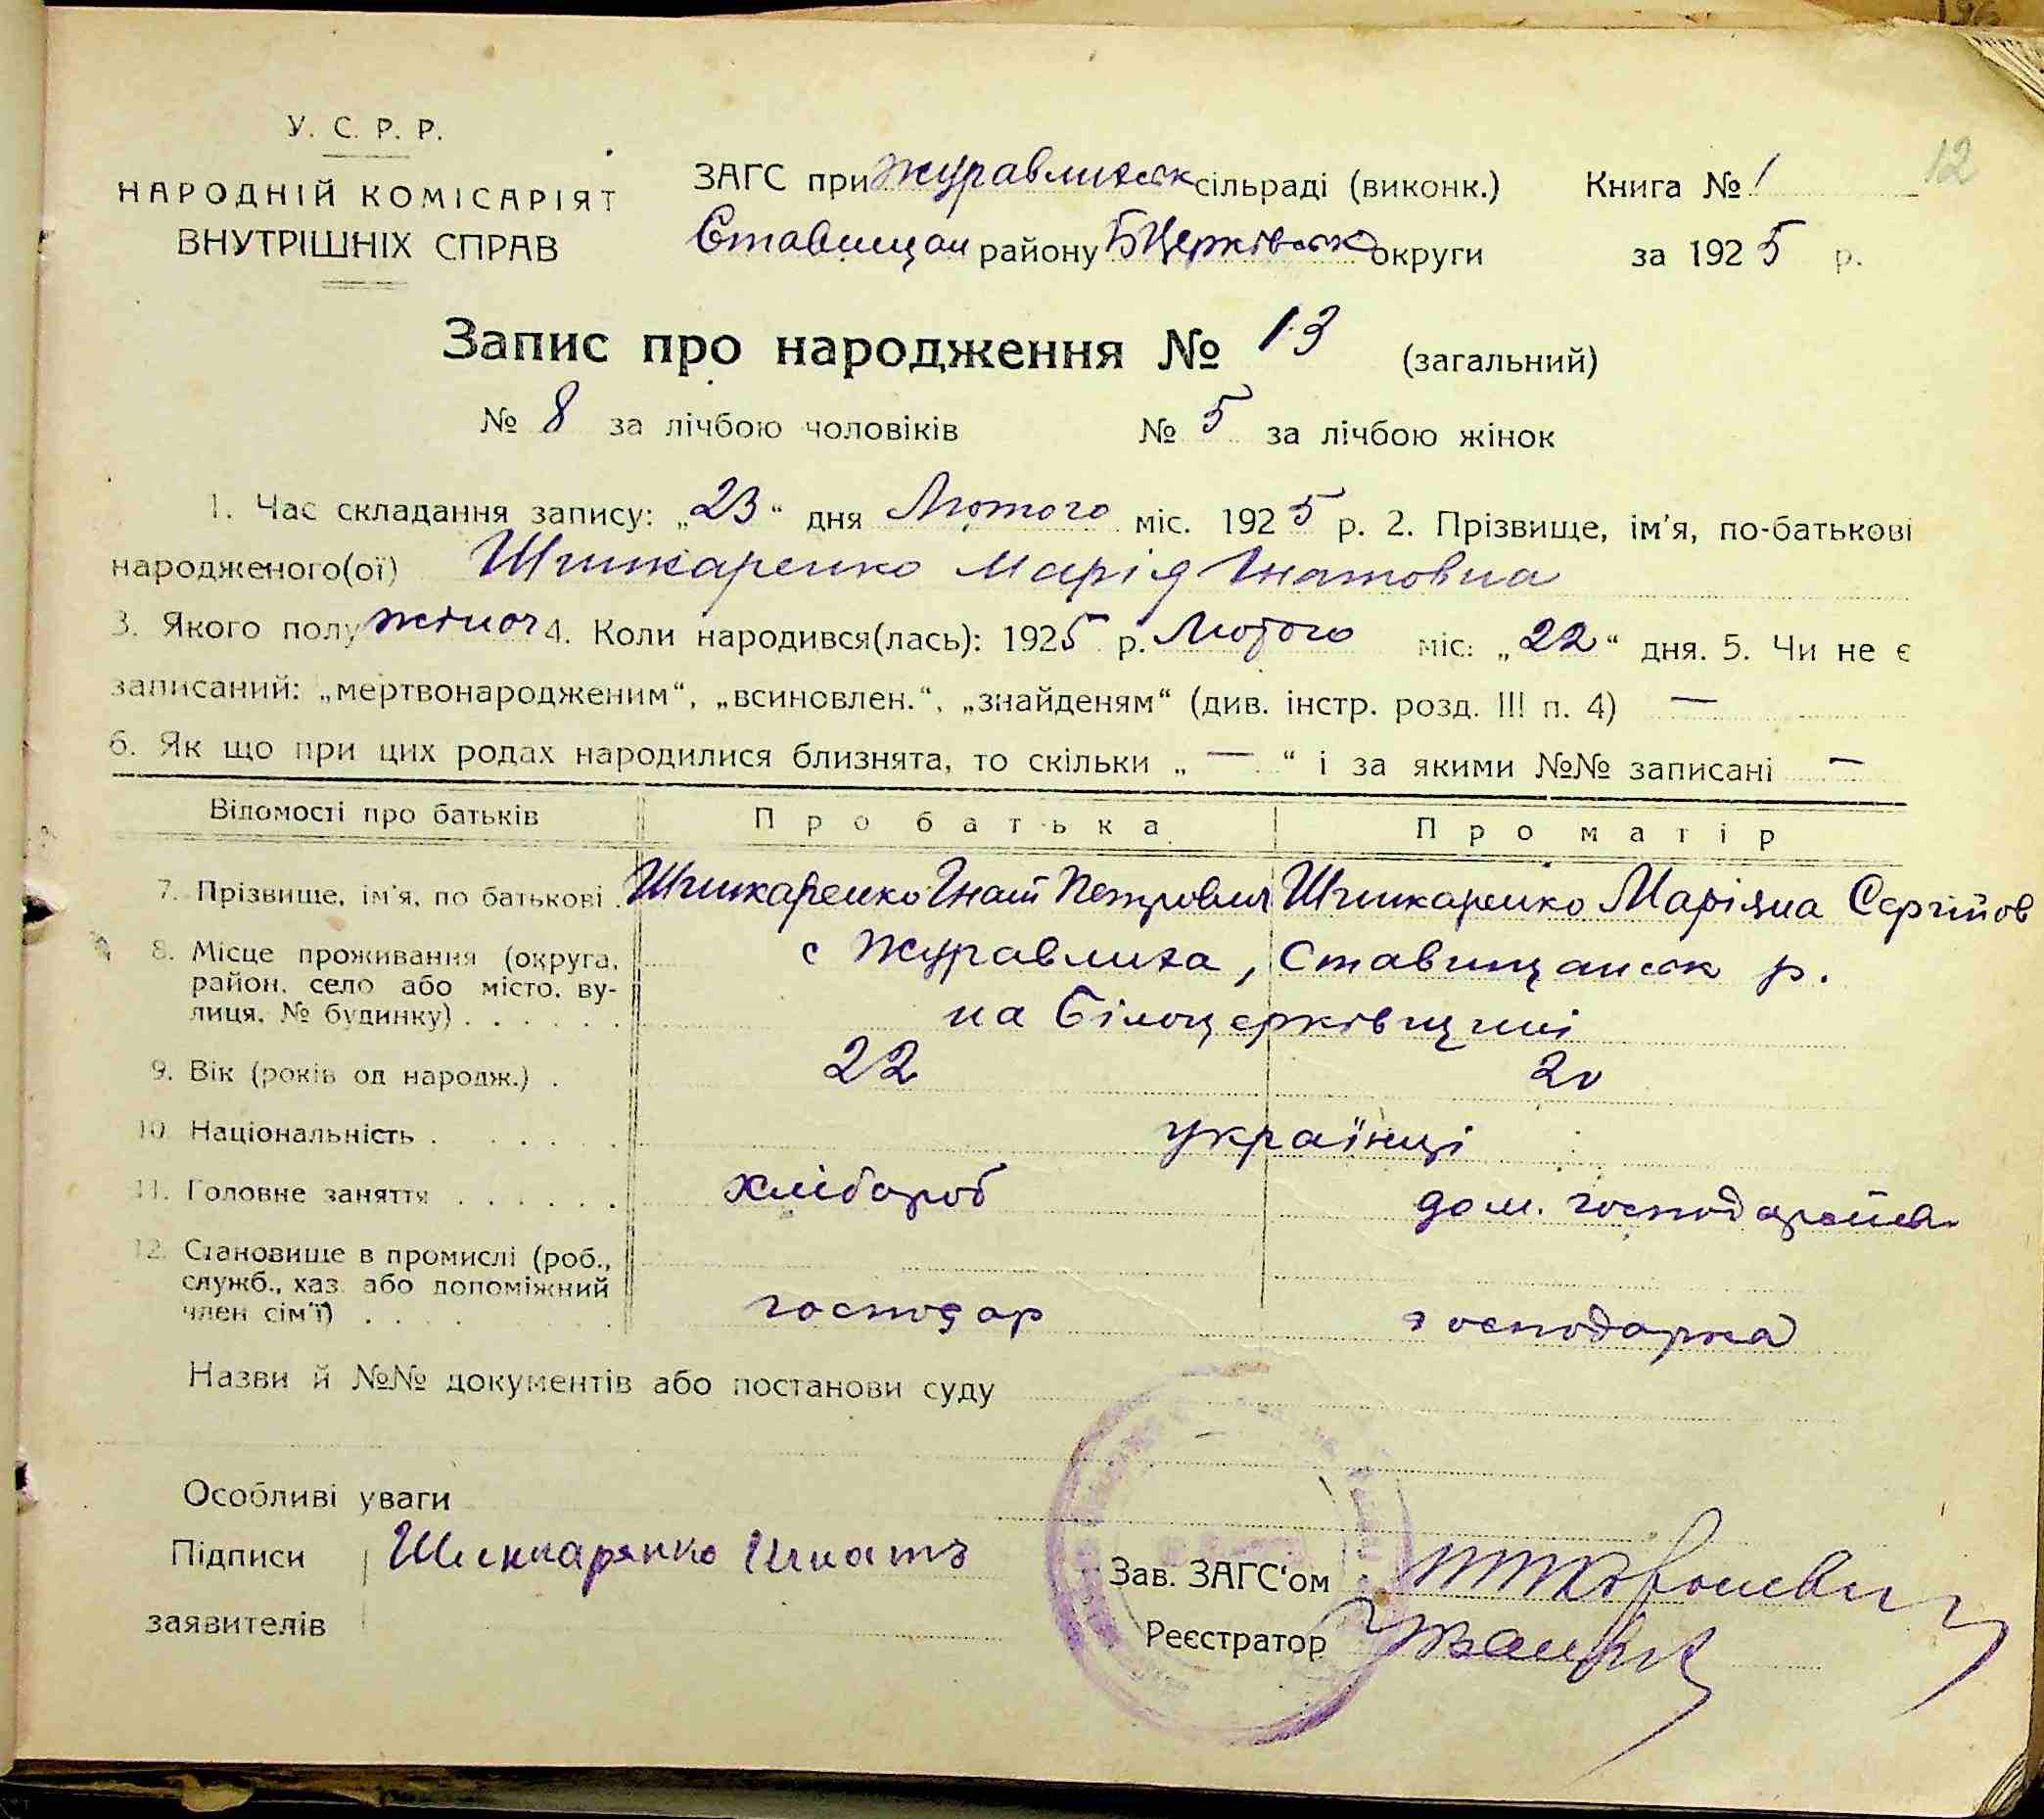 У. С. Р. Р.
НАРОДНІЙ КОМІСАРІЯТ
ВНУТРІШНІХ СПРАВ
12
ЗАГС при Журавлиськ сільраді (виконк.) Книга № 1
Ставищан району БЦерківськ округи за 1925 р.
Запис про народження № 13 (загальний)
№ 8 за лічбою чоловіків № 5 за лічбою жінок
1. Час складання запису: „23“ дня Лютого міс. 1925 р. 2. Прізвище, ім'я, по-батькові
народженого(ої) Шинкаренко Марія Гнатовна
3. Якого полу жіноч 4. Коли народився(лась): 1925 р. Лютого міс: „22“ дня. 5. Чи не є
записаний: „мертвонародженим“, „всиновлен.“, „знайденям“ (див. інстр. розд. III п. 4) —
6. Як що при цих родах народилися близнята, то скільки „ — “ і за якими №№ записані —
Відомості про батьків Про батька Про матір
7. Прізвище, ім'я, по батькові Шинкаренко Гнат Петрович Шинкаренко Маріяна Сергійов
8. Місце проживання (округа, район, село або місто, вулиця, № будинку) с Журавлиха, Ставищанськ р.
на Білоцерківщині
9. Вік (років од народж.) 22 20
10. Національність українці
11. Головне заняття хлібороб дом. господарства
12. Становище в промислі (роб., служб., хаз. або допоміжний член сім'ї) господар господарка
Назви й №№ документів або постанови суду
Особливі уваги
Підписи Шинкарянко Игнатъ
заявителів
Зав. ЗАГС'ом
Реєстратор